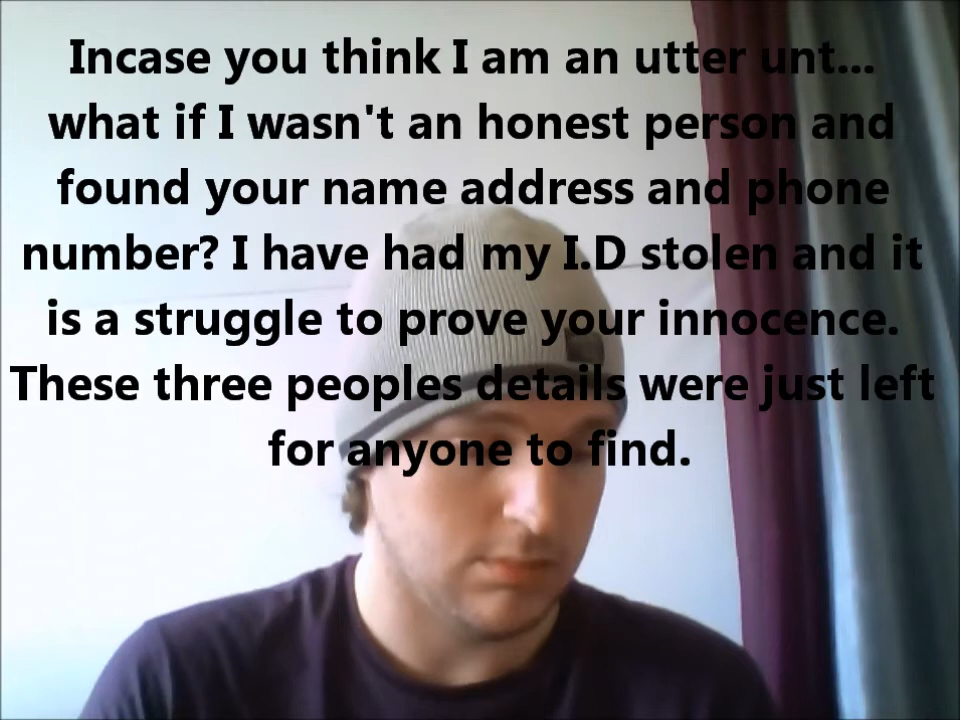 Incase you think I am an utter unt...
what if I wasn't an honest person and
found your name address and phone
number? I have had my I.D stolen and it
is a struggle to prove your innocence.
These three peoples details were just left
for anyone to find.